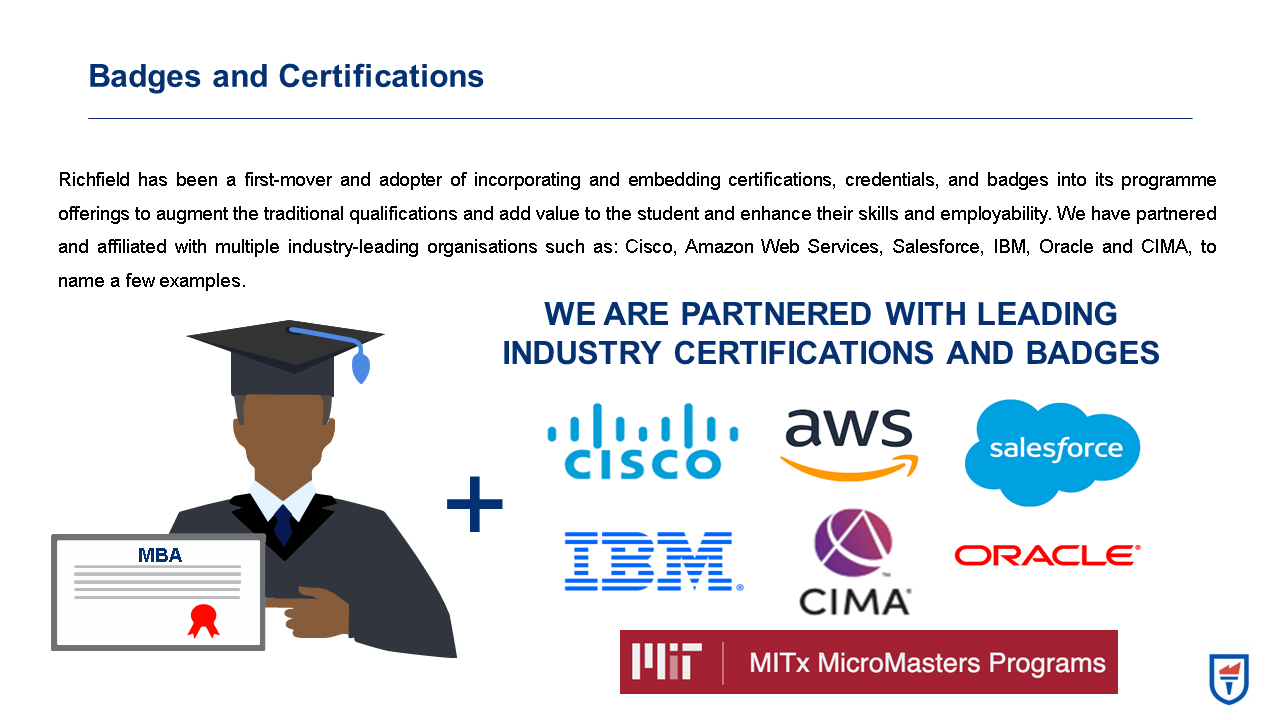 Badges and Certifications
Richfield has been a first-mover and adopter of incorporating and embedding certifications, credentials, and badges into its programme
offerings to augment the traditional qualifications and add value to the student and enhance their skills and employability. We have partnered
and affiliated with multiple industry-leading organisations such as: Cisco, Amazon Web Services, Salesforce, IBM, Oracle and CIMA, to
name a few examples.
WE ARE PARTNERED WITH LEADING
INDUSTRY CERTIFICATIONS AND BADGES
CISCO
aws
salesforce
+
IBM®
CIMA®
™
ORACLE®
MBA
MIT | MITx MicroMasters Programs